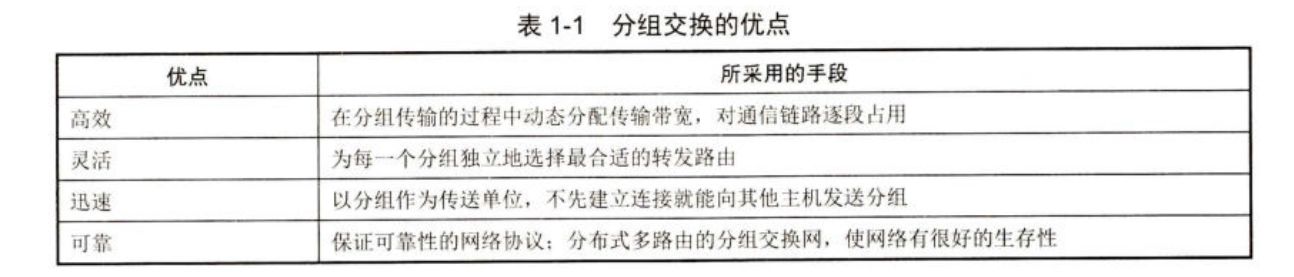 表 1-1 分组交换的优点
优点 所采用的手段
高效 在分组传输的过程中动态分配传输带宽，对通信链路逐段占用
灵活 为每一个分组独立地选择最合适的转发路由
迅速 以分组作为传送单位，不先建立连接就能向其他主机发送分组
可靠 保证可靠性的网络协议；分布式多路由的分组交换网，使网络有很好的生存性